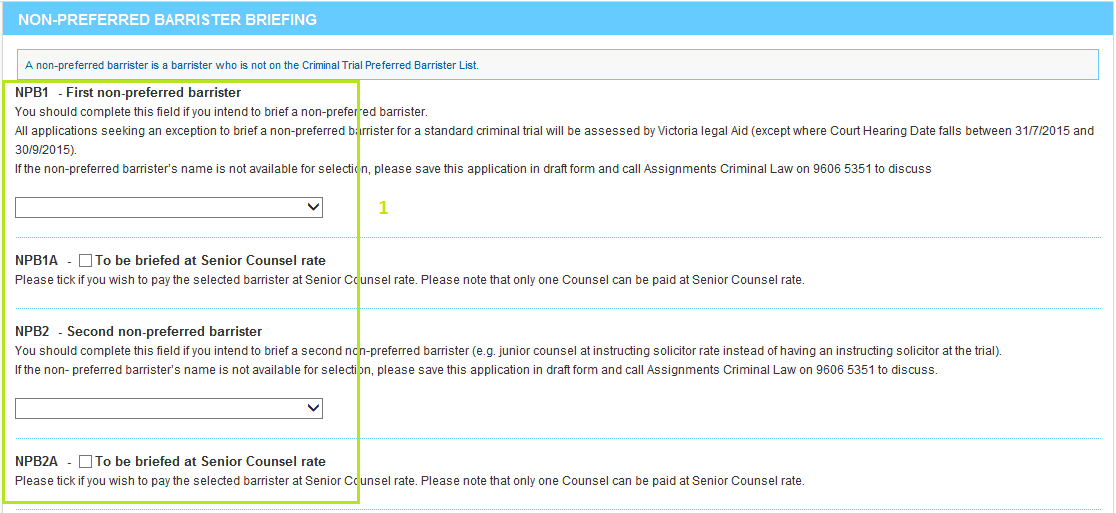 NON-PREFERRED BARRISTER BRIEFING
A non-preferred barrister is a barrister who is not on the Criminal Trial Preferred Barrister List.
NPB1 - First non-preferred barrister
You should complete this field if you intend to brief a non-preferred barrister.
All applications seeking an exception to brief a non-preferred barrister for a standard criminal trial will be assessed by Victoria legal Aid (except where Court Hearing Date falls between 31/7/2015 and
30/9/2015).
If the non-preferred barrister's name is not available for selection, please save this application in draft form and call Assignments Criminal Law on 9606 5351 to discuss
1
NPB1A - To be briefed at Senior Counsel rate
Please tick if you wish to pay the selected barrister at Senior Counsel rate. Please note that only one Counsel can be paid at Senior Counsel rate.
NPB2 - Second non-preferred barrister
You should complete this field if you intend to brief a second non-preferred barrister (e.g. junior counsel at instructing solicitor rate instead of having an instructing solicitor at the trial).
If the non- preferred barrister's name is not available for selection, please save this application in draft form and call Assignments Criminal Law on 9606 5351 to discuss.
NPB2A - To be briefed at Senior Counsel rate
Please tick if you wish to pay the selected barrister at Senior Counsel rate. Please note that only one Counsel can be paid at Senior Counsel rate.